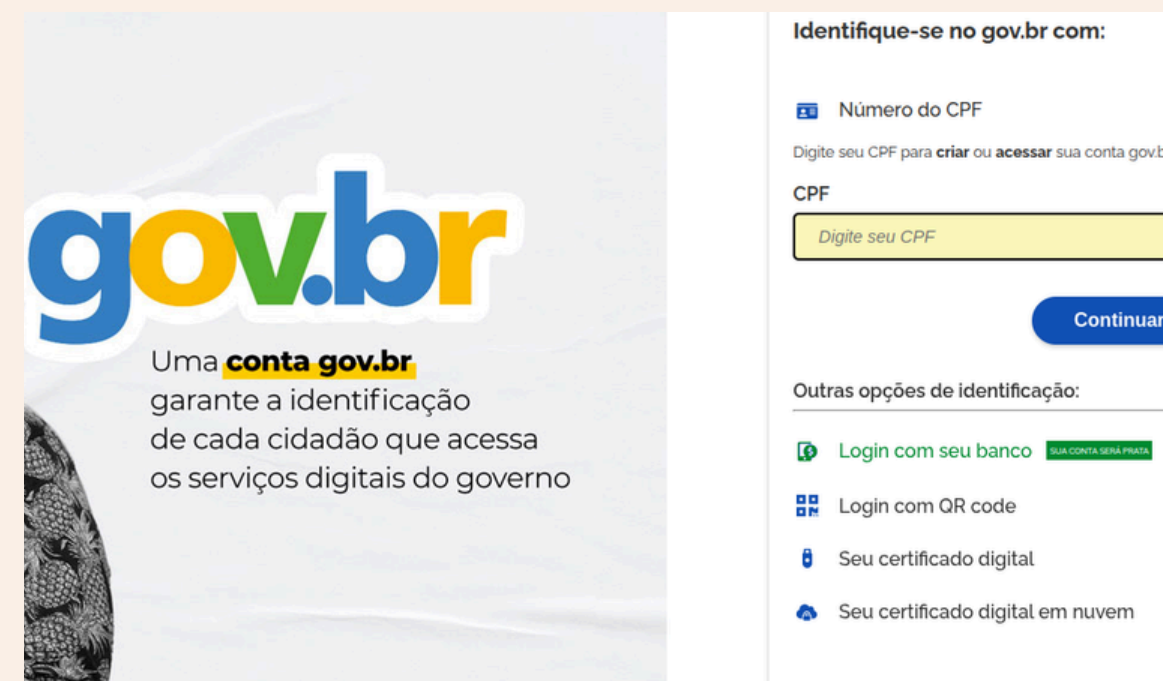 gov.br
Uma conta gov.br
garante a identificação
de cada cidadão que acessa
os serviços digitais do governo
Identifique-se no gov.br com:
Número do CPF
Digite seu CPF para criar ou acessar sua conta gov.b
CPF
Digite seu CPF
Continuar
Outras opções de identificação:
Login com seu banco SUA CONTA SERÁ PRATA
Login com QR code
Seu certificado digital
Seu certificado digital em nuvem